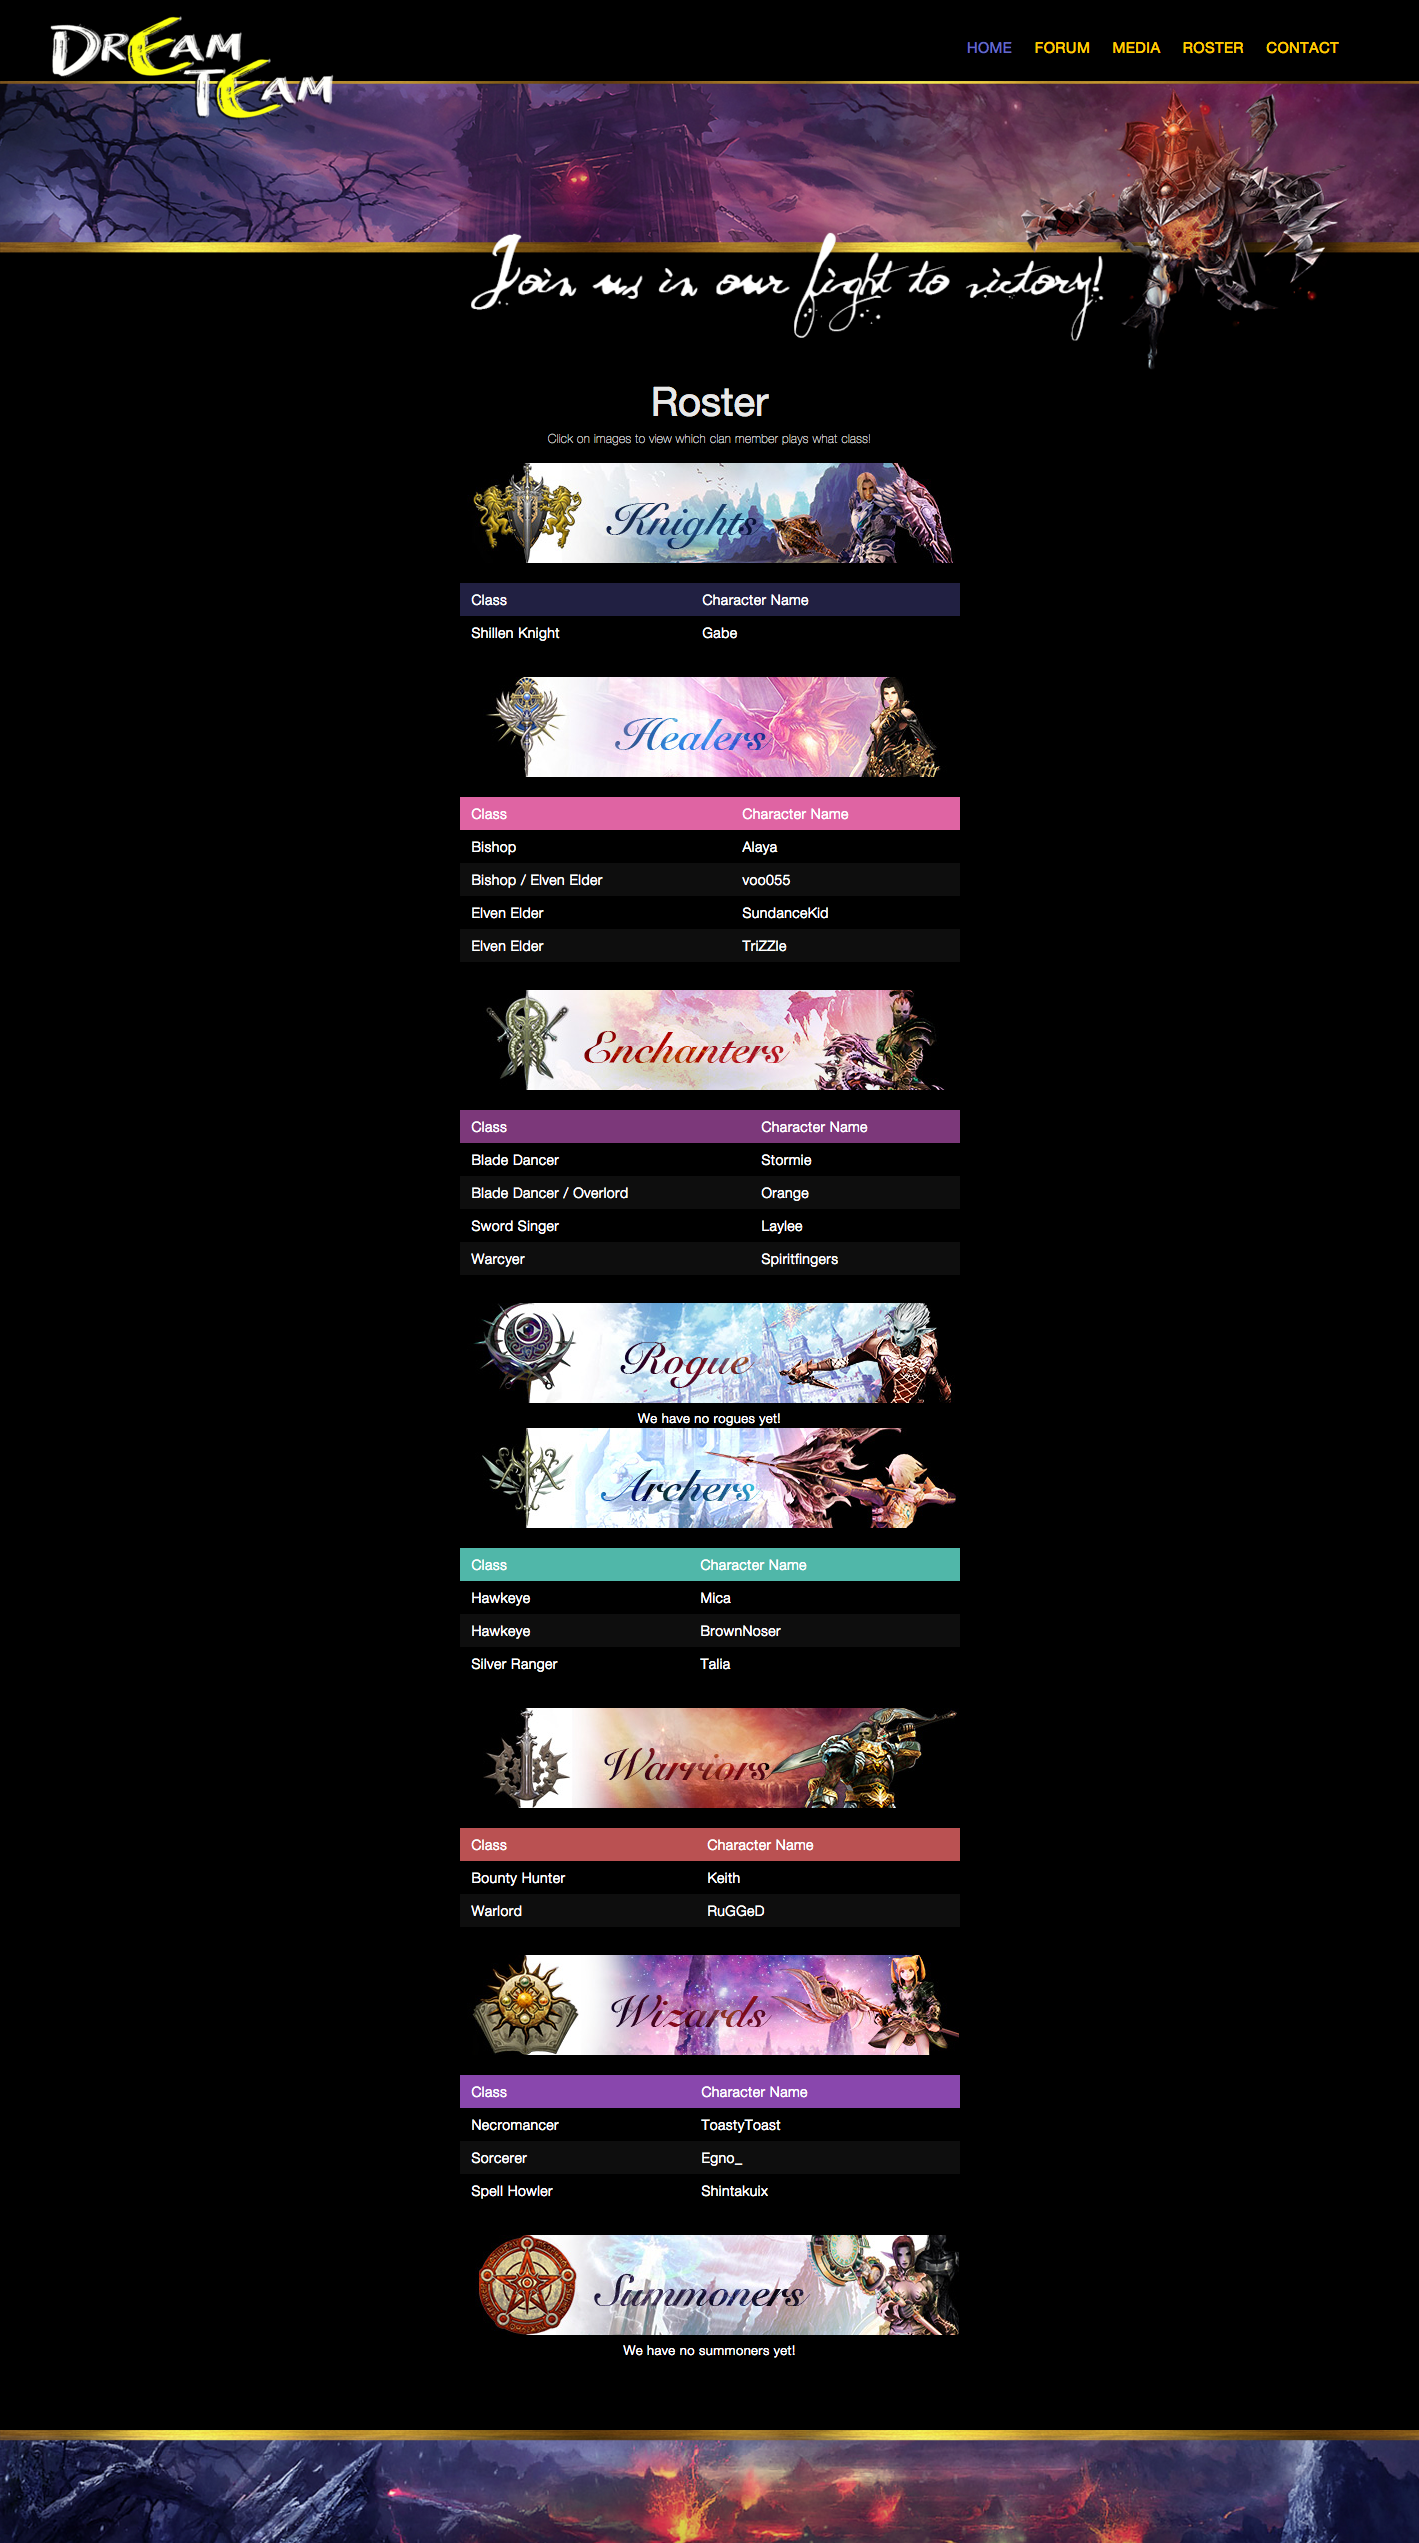 DREAM
TEAM
HOME FORUM MEDIA ROSTER CONTACT
Join us in our fight to victory!
Roster
Click on images to view which clan member plays what class!
Knights
Class Character Name
Shillen Knight Gabe
Healers
Class Character Name
Bishop Alaya
Bishop / Elven Elder voo055
Elven Elder SundanceKid
Elven Elder TriZZle
Enchanters
Class Character Name
Blade Dancer Stormie
Blade Dancer / Overlord Orange
Sword Singer Laylee
Warcyer Spiritfingers
Rogue
We have no rogues yet!
Archers
Class Character Name
Hawkeye Mica
Hawkeye BrownNoser
Silver Ranger Talia
Warriors
Class Character Name
Bounty Hunter Keith
Warlord RuGGeD
Wizards
Class Character Name
Necromancer ToastyToast
Sorcerer Egno_
Spell Howler Shintakuix
Summoners
We have no summoners yet!